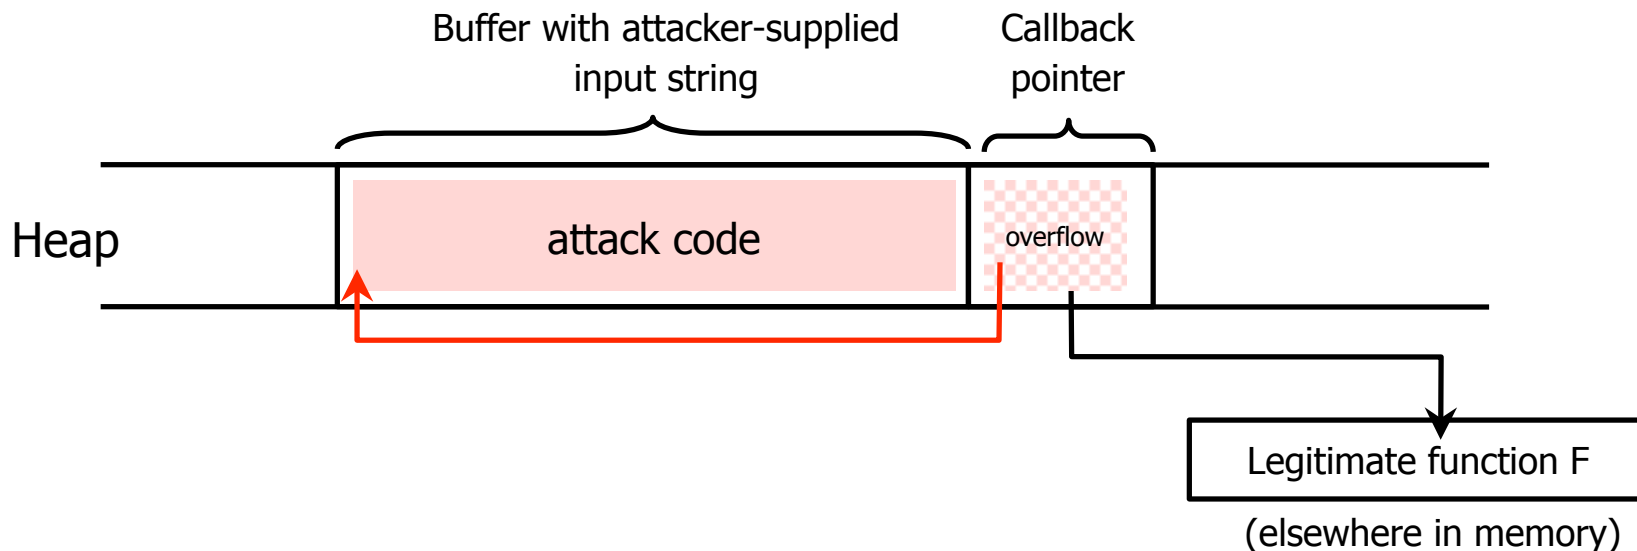 Buffer with attacker-supplied
input string
Callback
pointer
Heap
attack code
overflow
Legitimate function F
(elsewhere in memory)